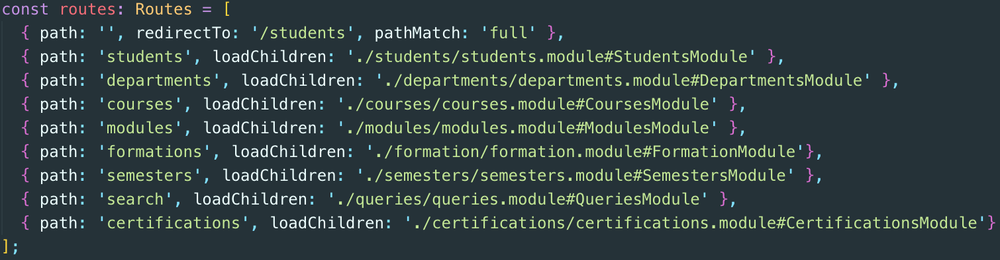 const routes: Routes = [
  { path: '', redirectTo: '/students', pathMatch: 'full' },
  { path: 'students', loadChildren: './students/students.module#StudentsModule' },
  { path: 'departments', loadChildren: './departments/departments.module#DepartmentsModule' },
  { path: 'courses', loadChildren: './courses/courses.module#CoursesModule' },
  { path: 'modules', loadChildren: './modules/modules.module#ModulesModule' },
  { path: 'formations', loadChildren: './formation/formation.module#FormationModule'},
  { path: 'semesters', loadChildren: './semesters/semesters.module#SemestersModule' },
  { path: 'search', loadChildren: './queries/queries.module#QueriesModule' },
  { path: 'certifications', loadChildren: './certifications/certifications.module#CertificationsModule'}
];